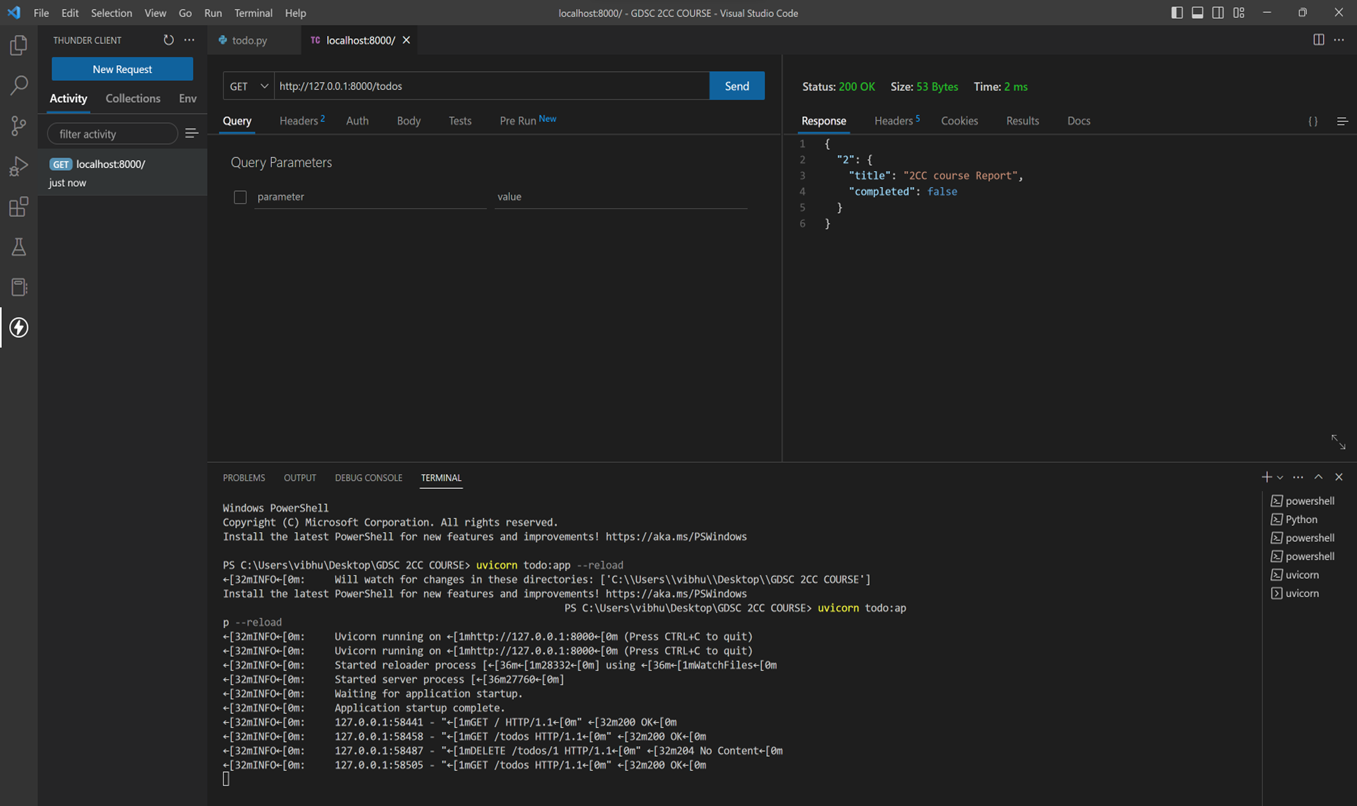 File Edit Selection View Go Run Terminal Help
localhost:8000/ - GDSC 2CC COURSE - Visual Studio Code
THUNDER CLIENT
New Request
Activity Collections Env
filter activity
GET localhost:8000/
just now
todo.py
TC localhost:8000/
GET http://127.0.0.1:8000/todos Send
Query Headers 2 Auth Body Tests Pre Run New
Query Parameters
parameter value
Status: 200 OK Size: 53 Bytes Time: 2 ms
Response Headers 5 Cookies Results Docs { }
1 {
2 "2": {
3 "title": "2CC course Report",
4 "completed": false
5 }
6 }
PROBLEMS OUTPUT DEBUG CONSOLE TERMINAL
Windows PowerShell
Copyright (C) Microsoft Corporation. All rights reserved.
Install the latest PowerShell for new features and improvements! https://aka.ms/PSWindows
PS C:\Users\vibhu\Desktop\GDSC 2CC COURSE> uvicorn todo:app --reload
←[32mINFO←[0m: Will watch for changes in these directories: ['C:\\Users\\vibhu\\Desktop\\GDSC 2CC COURSE']
Install the latest PowerShell for new features and improvements! https://aka.ms/PSWindows
PS C:\Users\vibhu\Desktop\GDSC 2CC COURSE> uvicorn todo:ap
p --reload
←[32mINFO←[0m: Uvicorn running on ←[1mhttp://127.0.0.1:8000←[0m (Press CTRL+C to quit)
←[32mINFO←[0m: Uvicorn running on ←[1mhttp://127.0.0.1:8000←[0m (Press CTRL+C to quit)
←[32mINFO←[0m: Started reloader process [←[36m←[1m28332←[0m] using ←[36m←[1mWatchFiles←[0m
←[32mINFO←[0m: Started server process [←[36m27760←[0m]
←[32mINFO←[0m: Waiting for application startup.
←[32mINFO←[0m: Application startup complete.
←[32mINFO←[0m: 127.0.0.1:58441 - "←[1mGET / HTTP/1.1←[0m" ←[32m200 OK←[0m
←[32mINFO←[0m: 127.0.0.1:58458 - "←[1mGET /todos HTTP/1.1←[0m" ←[32m200 OK←[0m
←[32mINFO←[0m: 127.0.0.1:58487 - "←[1mDELETE /todos/1 HTTP/1.1←[0m" ←[32m204 No Content←[0m
←[32mINFO←[0m: 127.0.0.1:58505 - "←[1mGET /todos HTTP/1.1←[0m" ←[32m200 OK←[0m
powershell
Python
powershell
powershell
uvicorn
uvicorn